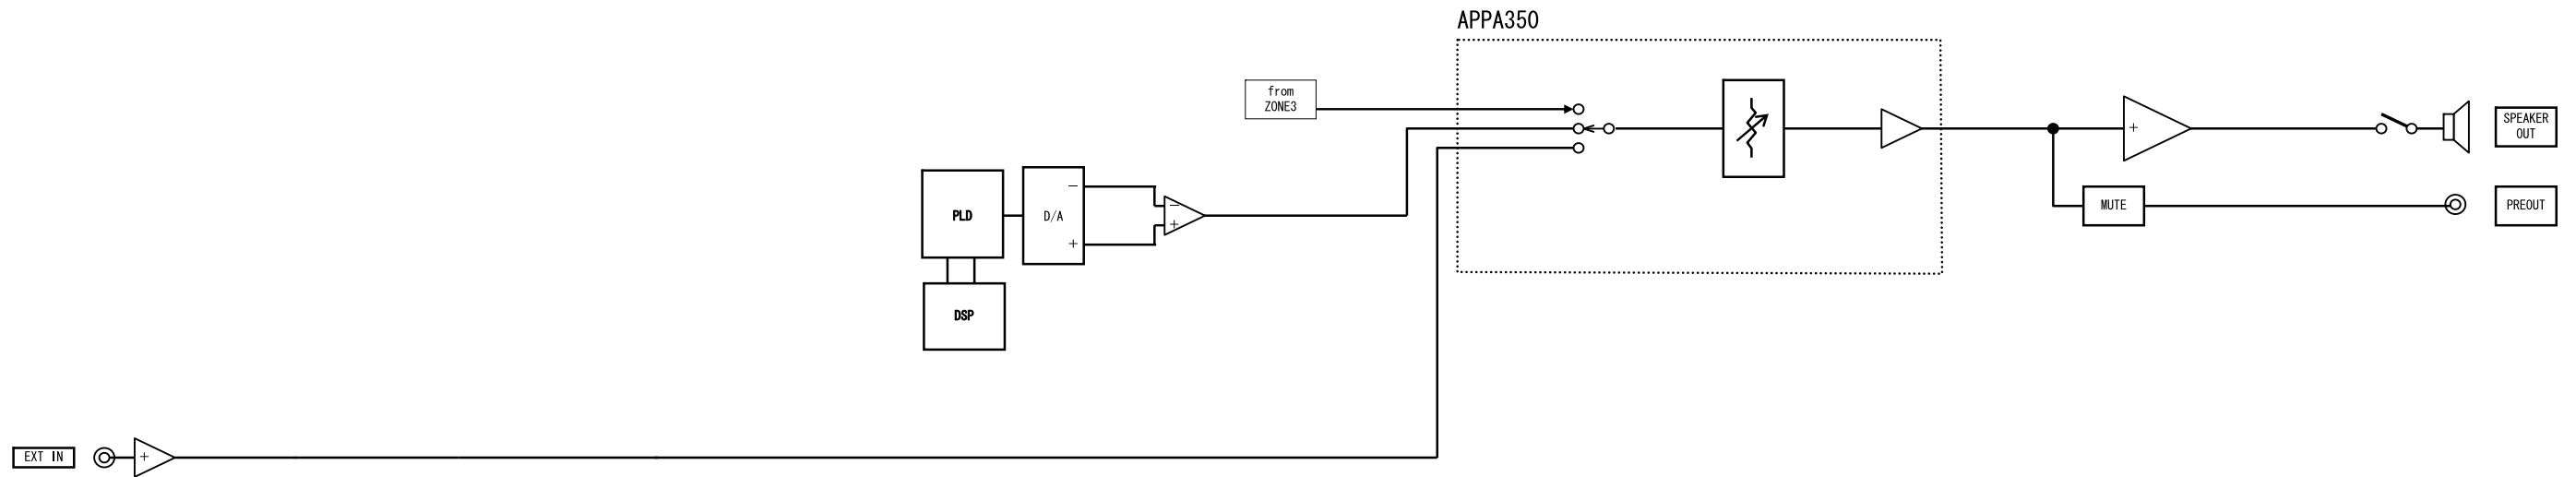 APPA350
from
ZONE3
SPEAKER
OUT
PLD
D/A
−
+
−
+
+
MUTE
PREOUT
DSP
EXT IN
+